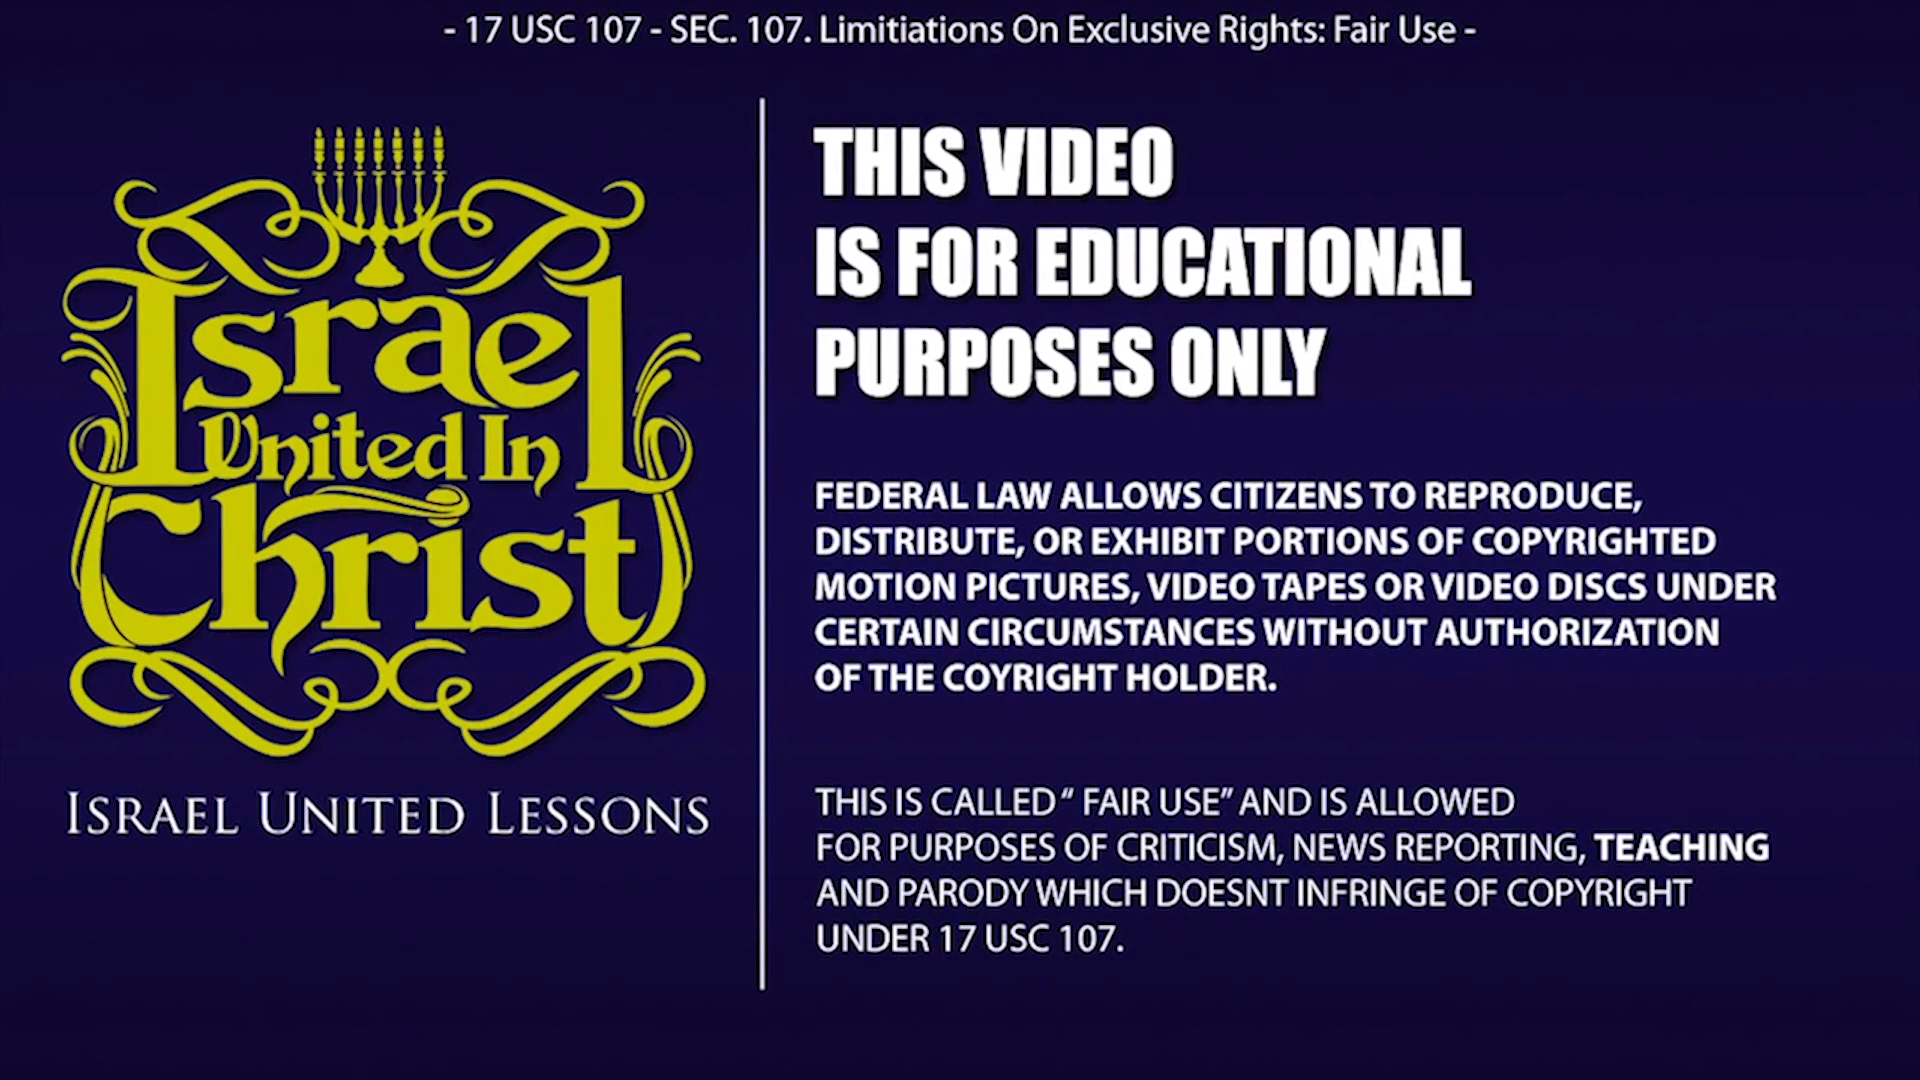 - 17 USC 107 - SEC. 107. Limitiations On Exclusive Rights: Fair Use -
Israel
United In
Christ
ISRAEL UNITED LESSONS
THIS VIDEO
IS FOR EDUCATIONAL
PURPOSES ONLY
FEDERAL LAW ALLOWS CITIZENS TO REPRODUCE,
DISTRIBUTE, OR EXHIBIT PORTIONS OF COPYRIGHTED
MOTION PICTURES, VIDEO TAPES OR VIDEO DISCS UNDER
CERTAIN CIRCUMSTANCES WITHOUT AUTHORIZATION
OF THE COYRIGHT HOLDER.
THIS IS CALLED “ FAIR USE” AND IS ALLOWED
FOR PURPOSES OF CRITICISM, NEWS REPORTING, TEACHING
AND PARODY WHICH DOESNT INFRINGE OF COPYRIGHT
UNDER 17 USC 107.